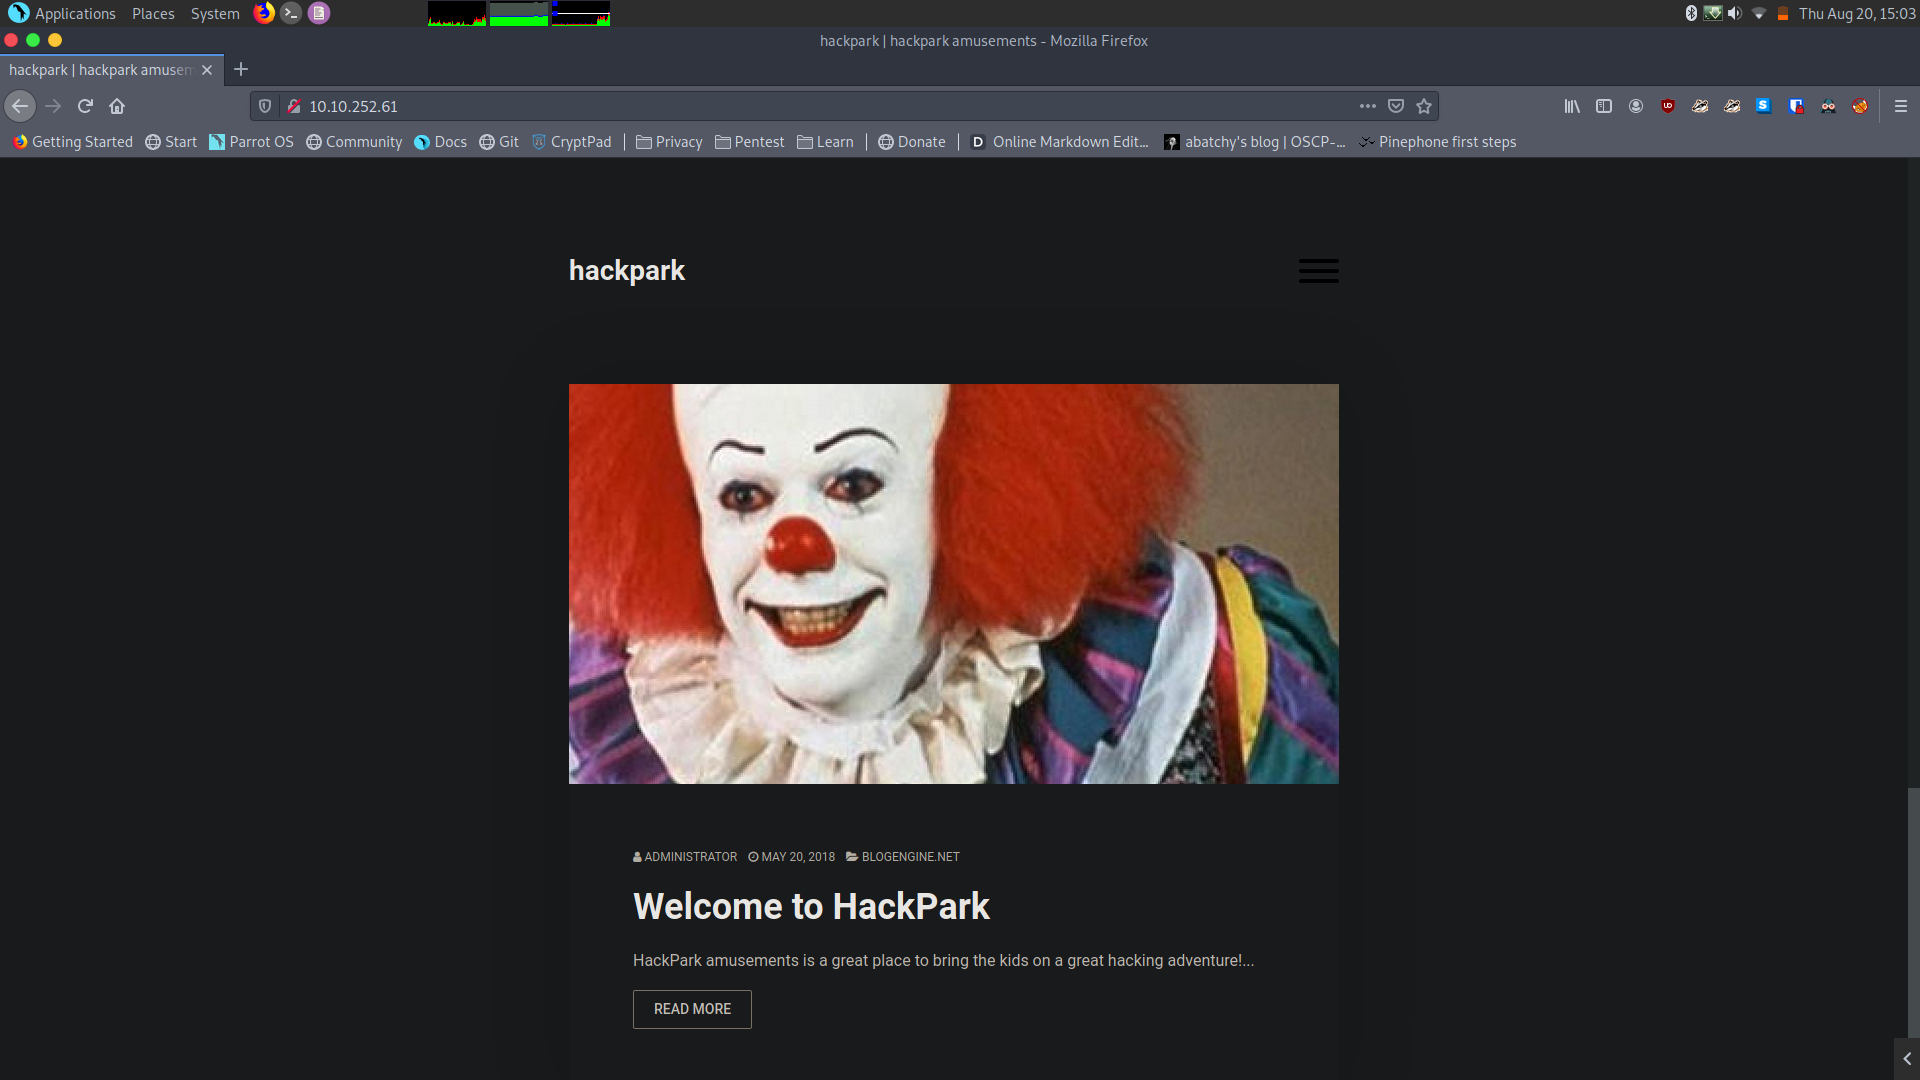 Applications Places System Thu Aug 20, 15:03
hackpark | hackpark amusements - Mozilla Firefox
hackpark | hackpark amusem
10.10.252.61
Getting Started Start Parrot OS Community Docs Git CryptPad Privacy Pentest Learn Donate Online Markdown Edit... abatchy's blog | OSCP-... Pinephone first steps
hackpark
ADMINISTRATOR MAY 20, 2018 BLOGENGINE.NET
Welcome to HackPark
HackPark amusements is a great place to bring the kids on a great hacking adventure!...
READ MORE